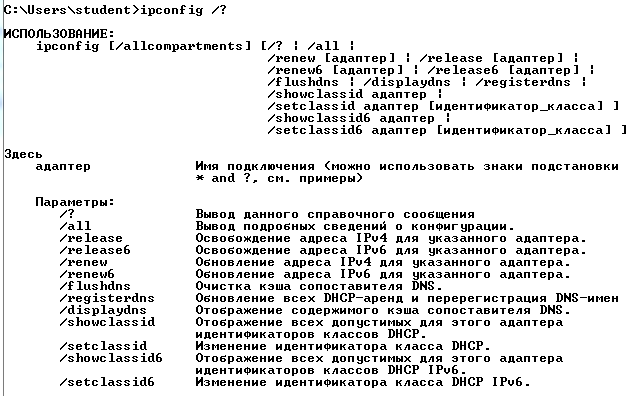 C:\Users\student>ipconfig /?
ИСПОЛЬЗОВАНИЕ:
ipconfig [/allcompartments] [/? ¦ /all ¦
/renew [адаптер] ¦ /release [адаптер] ¦
/renew6 [адаптер] ¦ /release6 [адаптер] ¦
/flushdns ¦ /displaydns ¦ /registerdns ¦
/showclassid адаптер ¦
/setclassid адаптер [идентификатор_класса] ]
/showclassid6 адаптер ¦
/setclassid6 адаптер [идентификатор_класса] ]
Здесь
адаптер Имя подключения (можно использовать знаки подстановки
* and ?, см. примеры)
Параметры:
/? Вывод данного справочного сообщения
/all Вывод подробных сведений о конфигурации.
/release Освобождение адреса IPv4 для указанного адаптера.
/release6 Освобождение адреса IPv6 для указанного адаптера.
/renew Обновление адреса IPv4 для указанного адаптера.
/renew6 Обновление адреса IPv6 для указанного адаптера.
/flushdns Очистка кэша сопоставителя DNS.
/registerdns Обновление всех DHCP-аренд и перерегистрация DNS-имен
/displaydns Отображение содержимого кэша сопоставителя DNS.
/showclassid Отображение всех допустимых для этого адаптера
идентификаторов классов DHCP.
/setclassid Изменение идентификатора класса DHCP.
/showclassid6 Отображение всех допустимых для этого адаптера
идентификаторов классов DHCP IPv6.
/setclassid6 Изменение идентификатора класса DHCP IPv6.